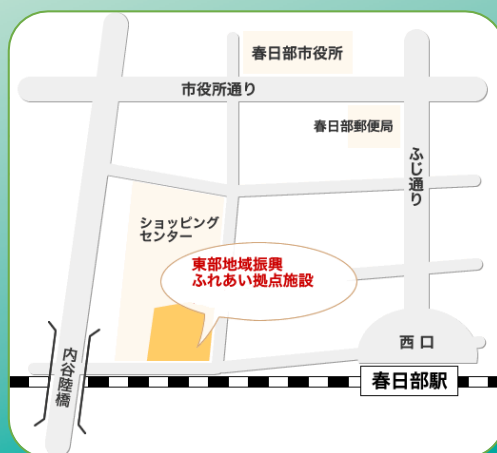 春日部市役所
市役所通り
春日部郵便局
ふじ通り
ショッピング
センター
東部地域振興
ふれあい拠点施設
西口
内谷陸橋
春日部駅